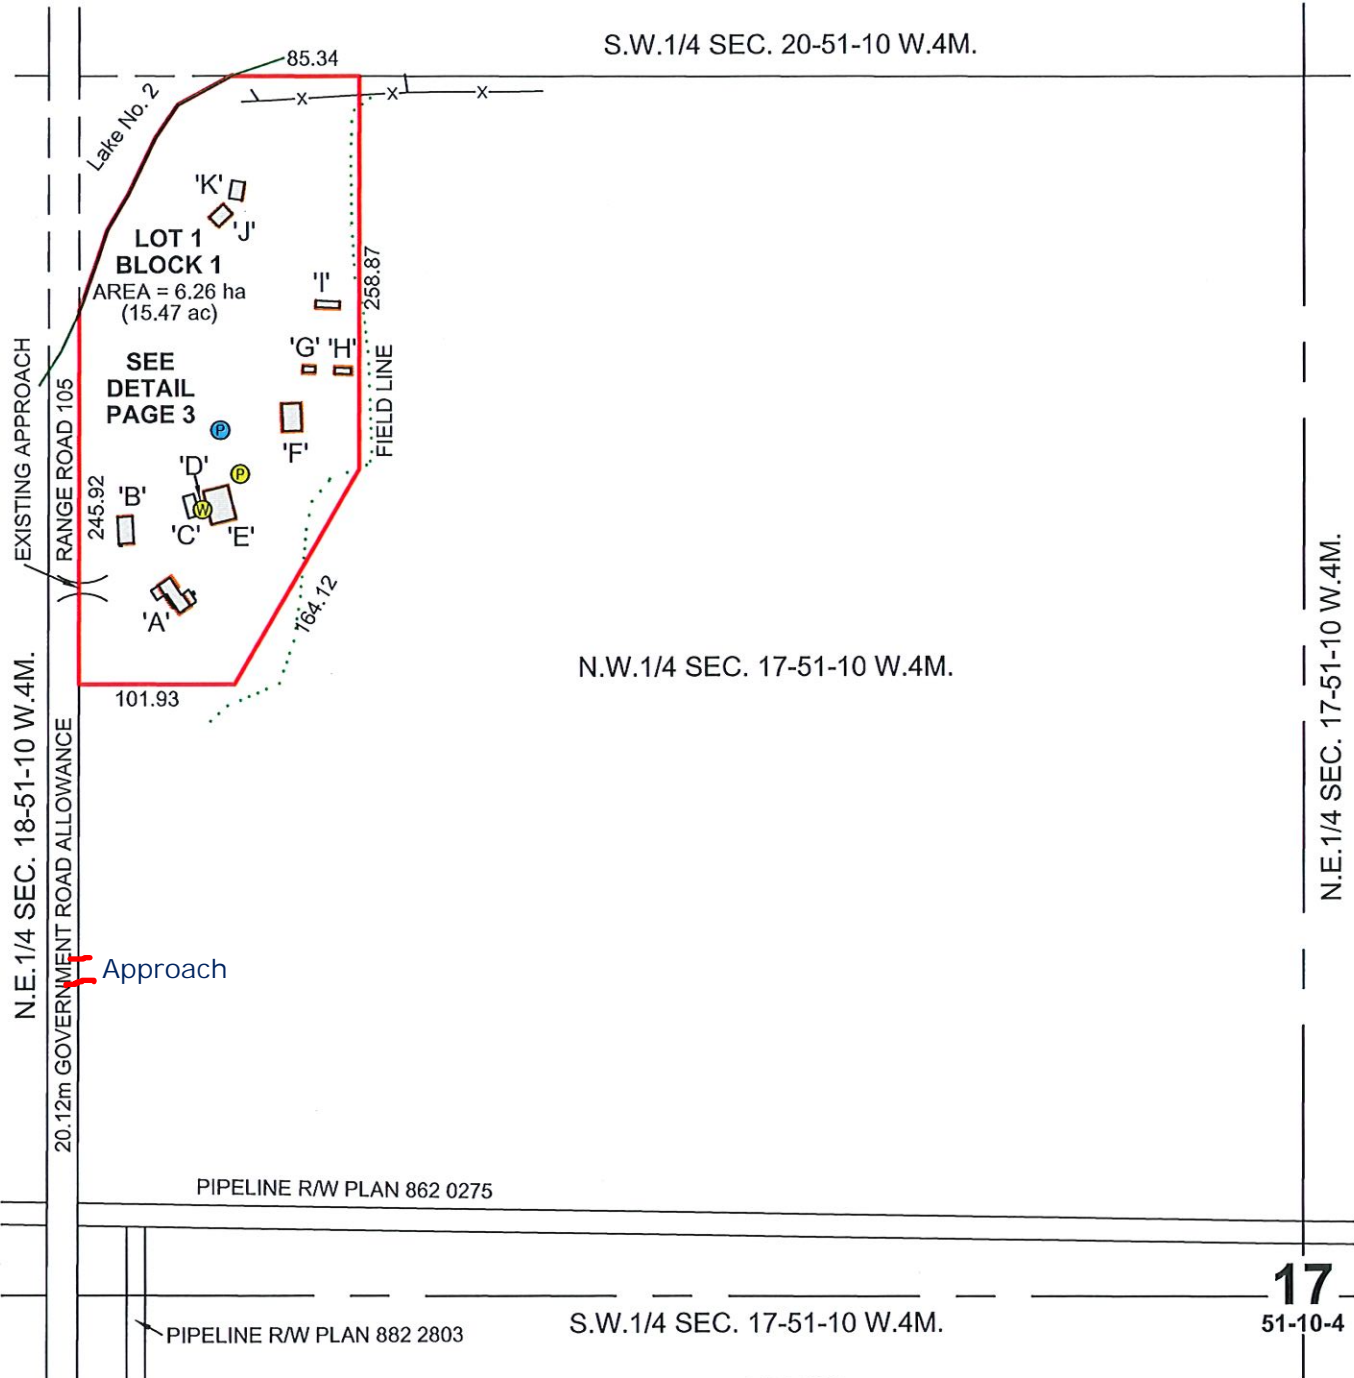 S.W.1/4 SEC. 20-51-10 W.4M.
85.34
Lake No. 2
x x x
'K'
'J'
LOT 1
BLOCK 1
AREA = 6.26 ha
(15.47 ac)
'I'
258.87
'G' 'H'
SEE
DETAIL
PAGE 3
EXISTING APPROACH
RANGE ROAD 105
FIELD LINE
P
'F'
'D'
P
245.92
'B'
W
'C'
'E'
'A'
164.12
101.93
N.W.1/4 SEC. 17-51-10 W.4M.
N.E.1/4 SEC. 17-51-10 W.4M.
N.E.1/4 SEC. 18-51-10 W.4M.
20.12m GOVERNMENT ROAD ALLOWANCE
Approach
PIPELINE R/W PLAN 862 0275
17
51-10-4
S.W.1/4 SEC. 17-51-10 W.4M.
PIPELINE R/W PLAN 882 2803